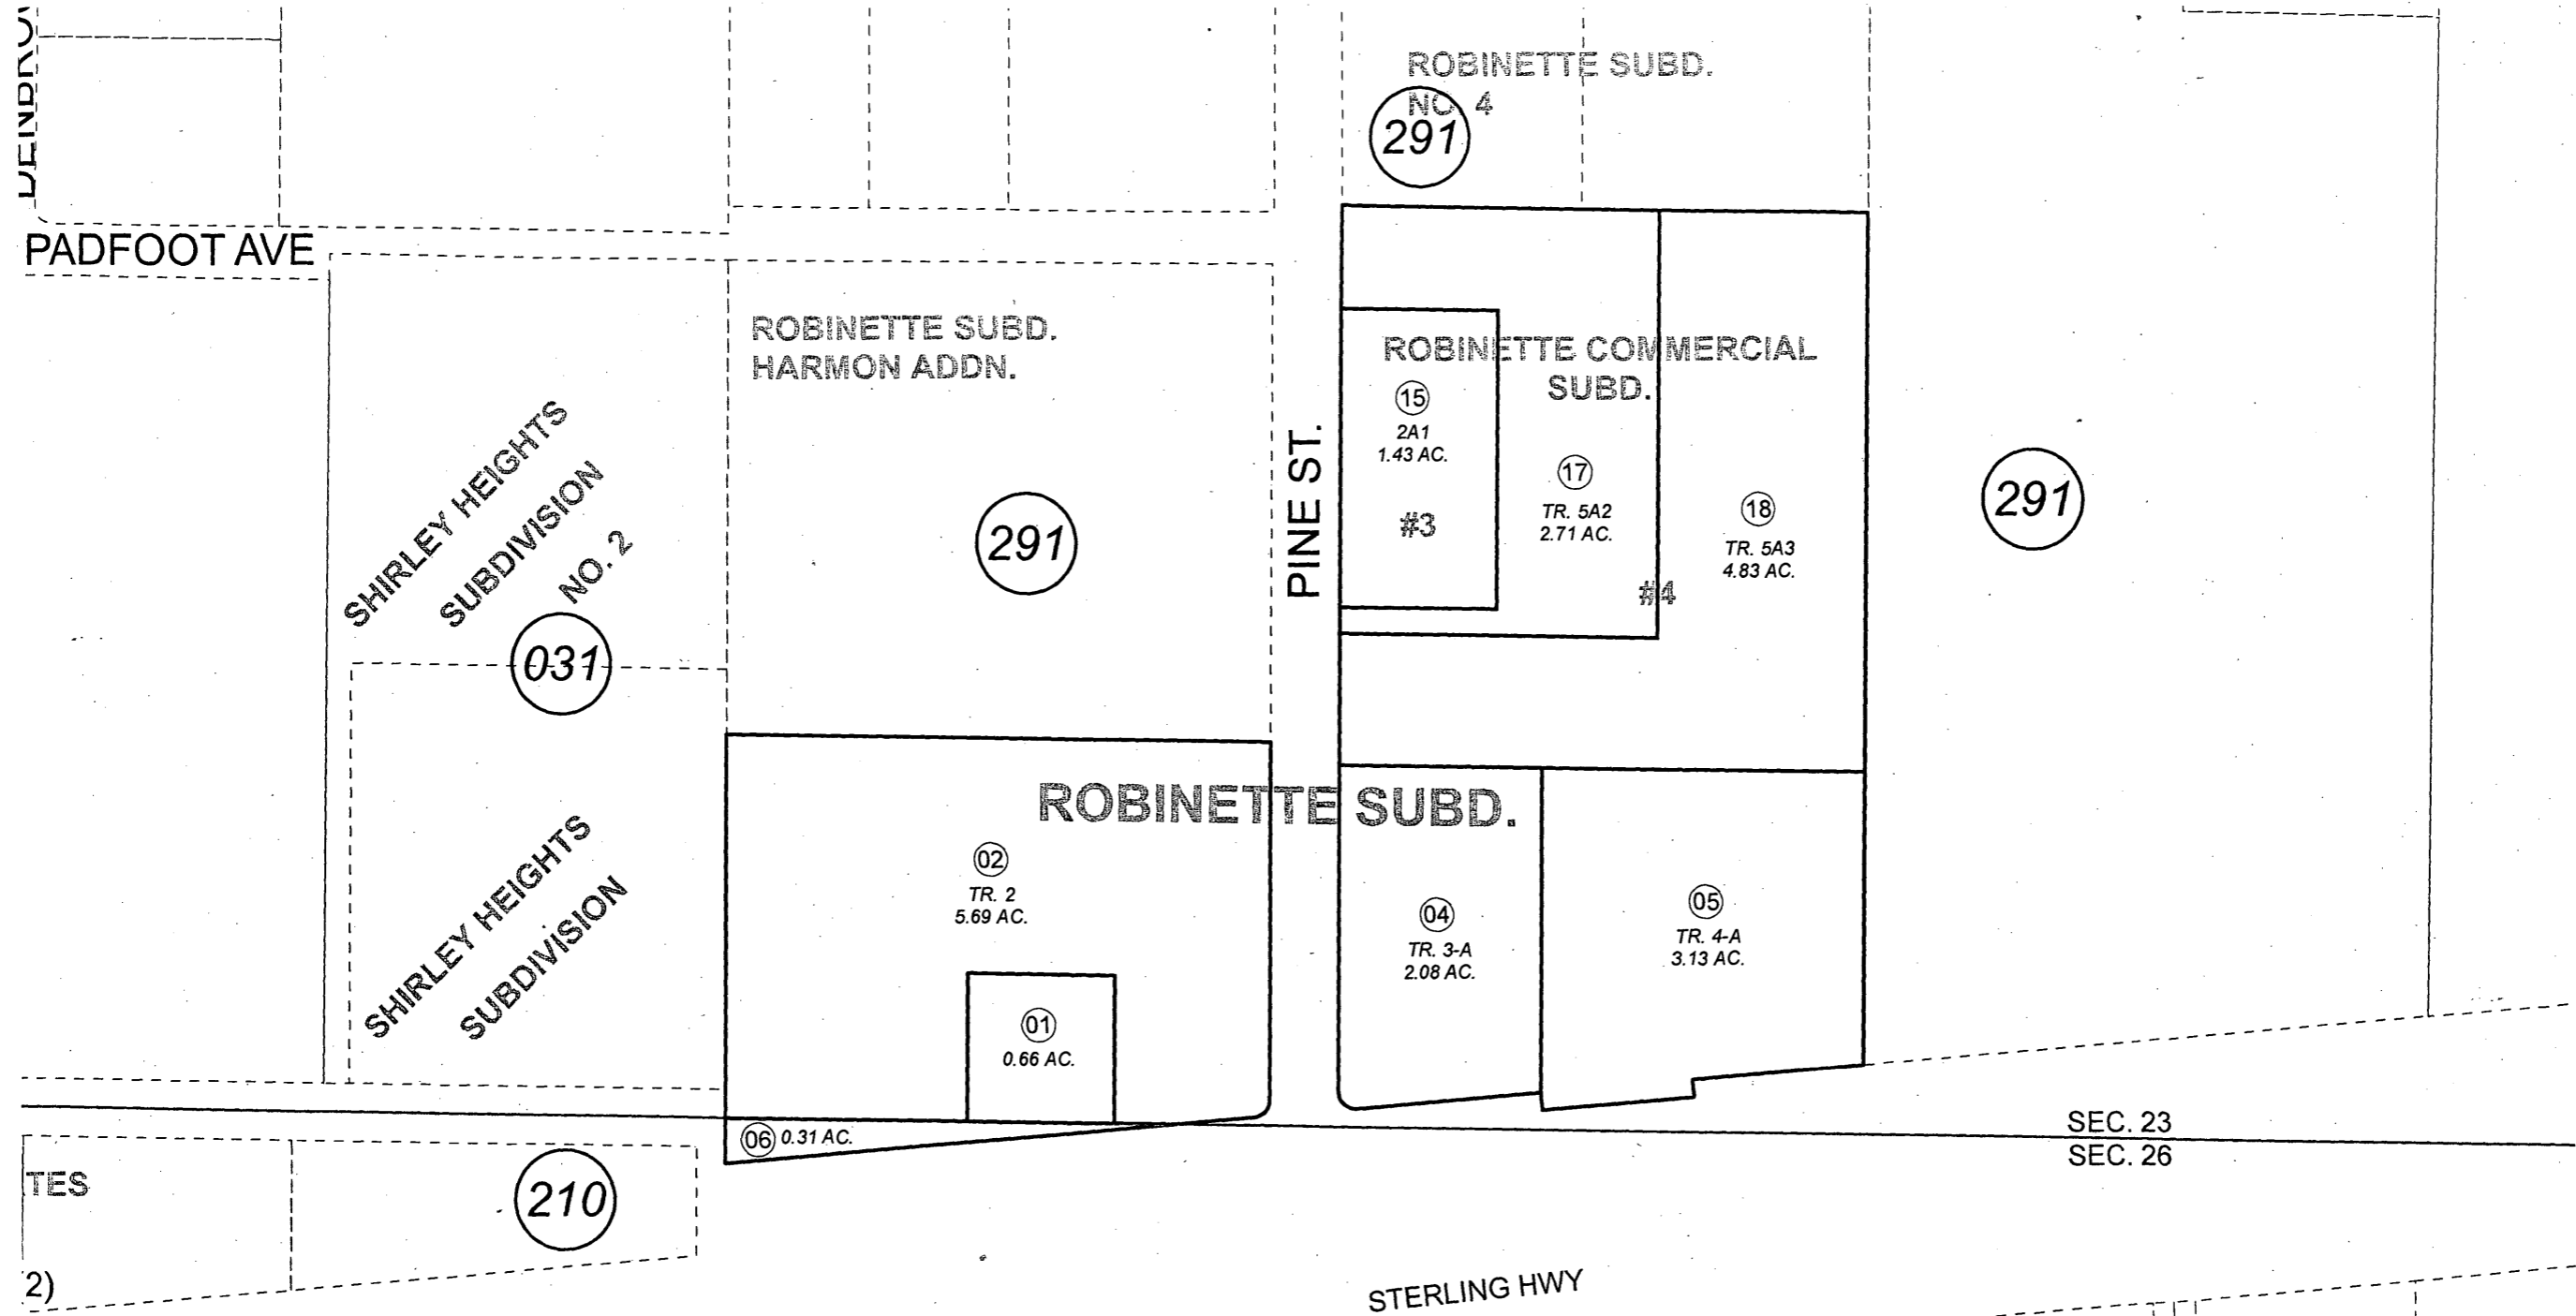 ROBINETTE SUBD.
NO. 4
291
PADFOOT AVE
ROBINETTE SUBD.
HARMON ADDN.
291
SHIRLEY HEIGHTS
SUBDIVISION
NO. 2
031
SHIRLEY HEIGHTS
SUBDIVISION
PINE ST.
ROBINETTE COMMERCIAL
SUBD.
15
2A1
1.43 AC.
#3
17
TR. 5A2
2.71 AC.
#4
18
TR. 5A3
4.83 AC.
291
ROBINETTE SUBD.
02
TR. 2
5.69 AC.
01
0.66 AC.
04
TR. 3-A
2.08 AC.
05
TR. 4-A
3.13 AC.
06 0.31 AC.
SEC. 23
SEC. 26
TES
210
2)
STERLING HWY